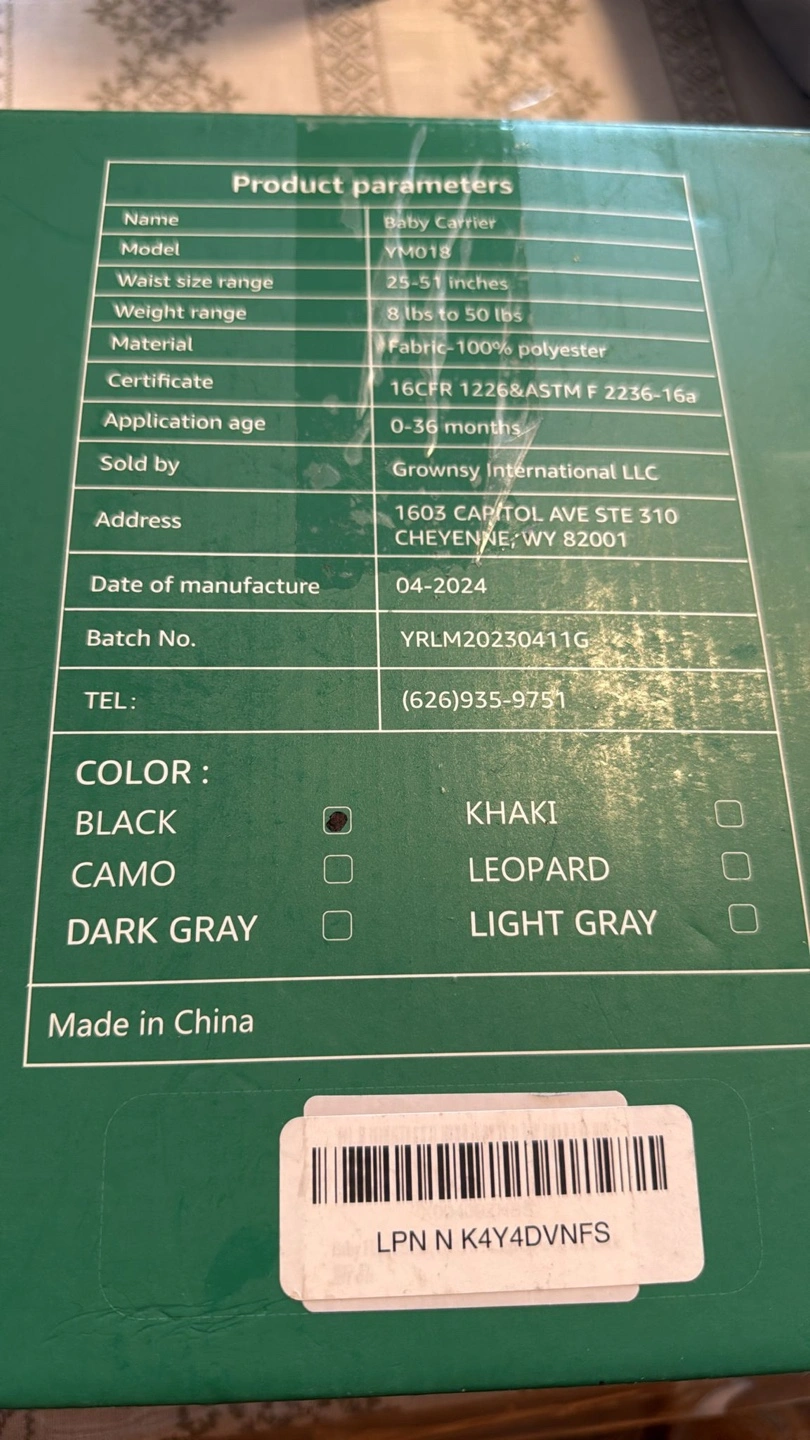 Product parameters
Name Baby Carrier
Model YM018
Waist size range 25-51 inches
Weight range 8 lbs to 50 lbs
Material Fabric-100% polyester
Certificate 16CFR 1226&ASTM F 2236-16a
Application age 0-36 months
Sold by Grownsy International LLC
Address 1603 CAPITOL AVE STE 310
CHEYENNE, WY 82001
Date of manufacture 04-2024
Batch No. YRLM20230411G
TEL: (626)935-9751
COLOR :
BLACK KHAKI
CAMO LEOPARD
DARK GRAY LIGHT GRAY
Made in China
LPN N K4Y4DVNFS